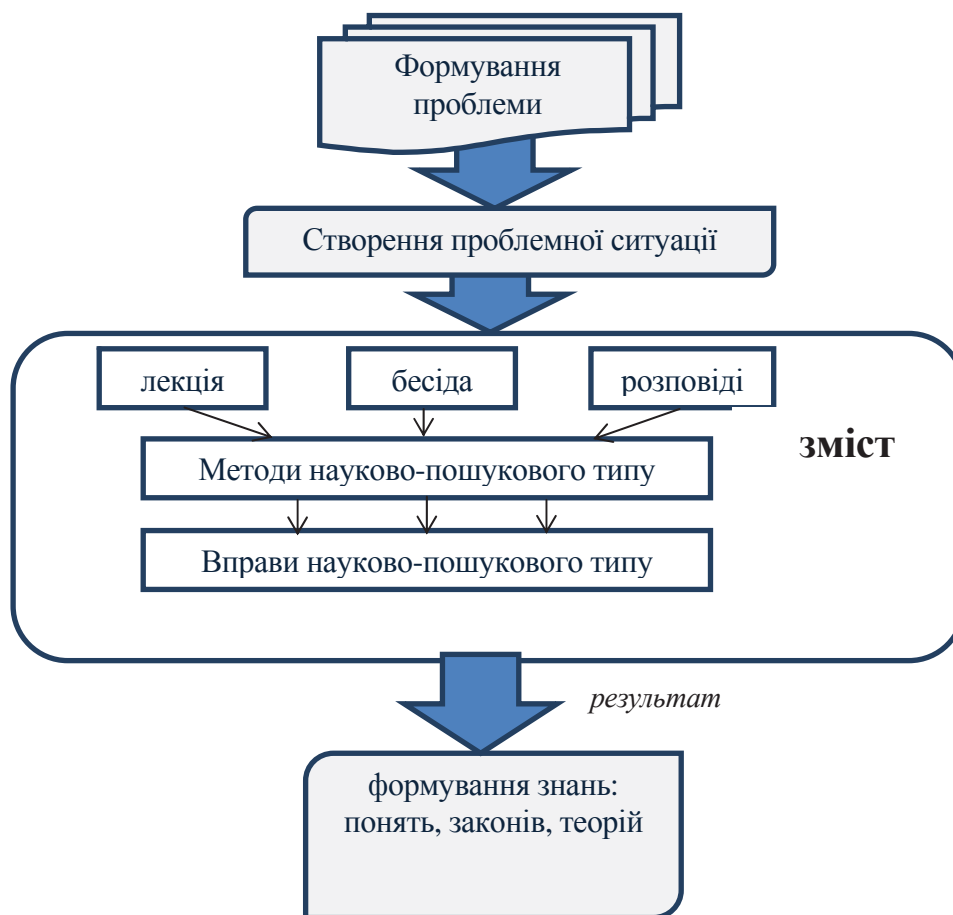 Формування
проблеми
Створення проблемної ситуації
лекція
бесіда
розповіді
зміст
Методи науково-пошукового типу
Вправи науково-пошукового типу
результат
формування знань:
понять, законів, теорій